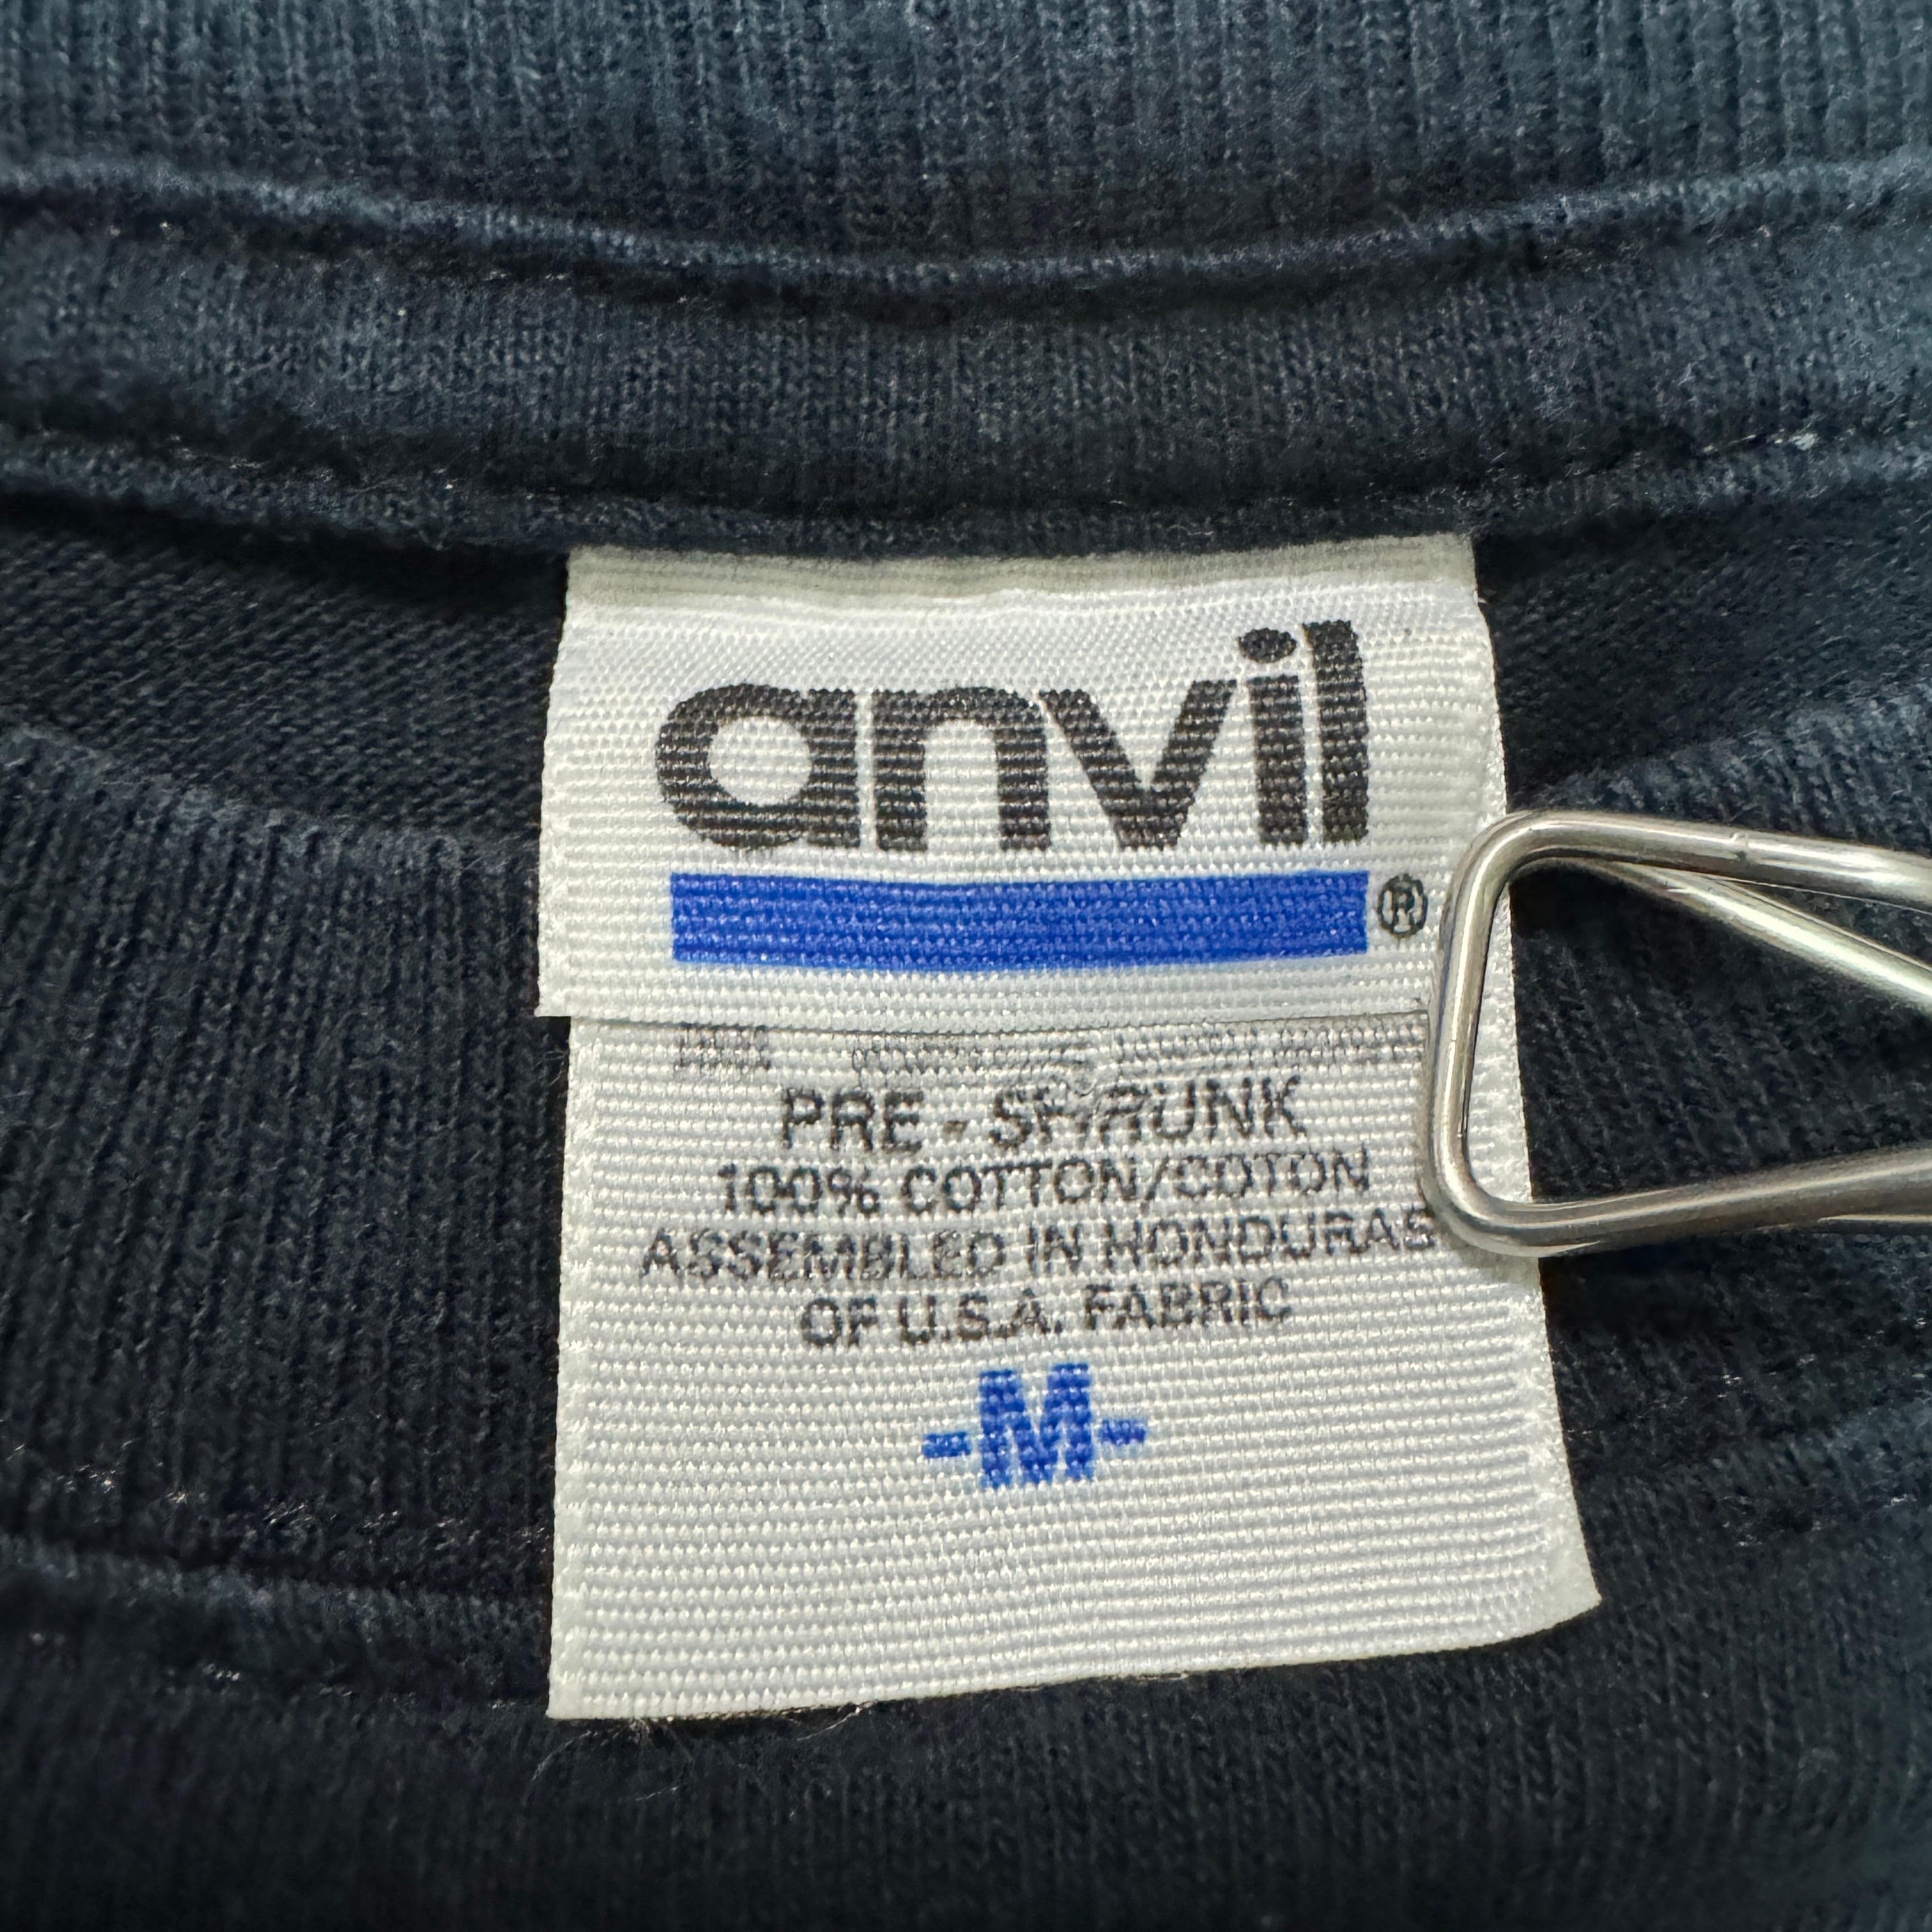 anvil
®
PRE - SHRUNK
100% COTTON/COTON
ASSEMBLED IN HONDURAS
OF U.S.A. FABRIC
-M-